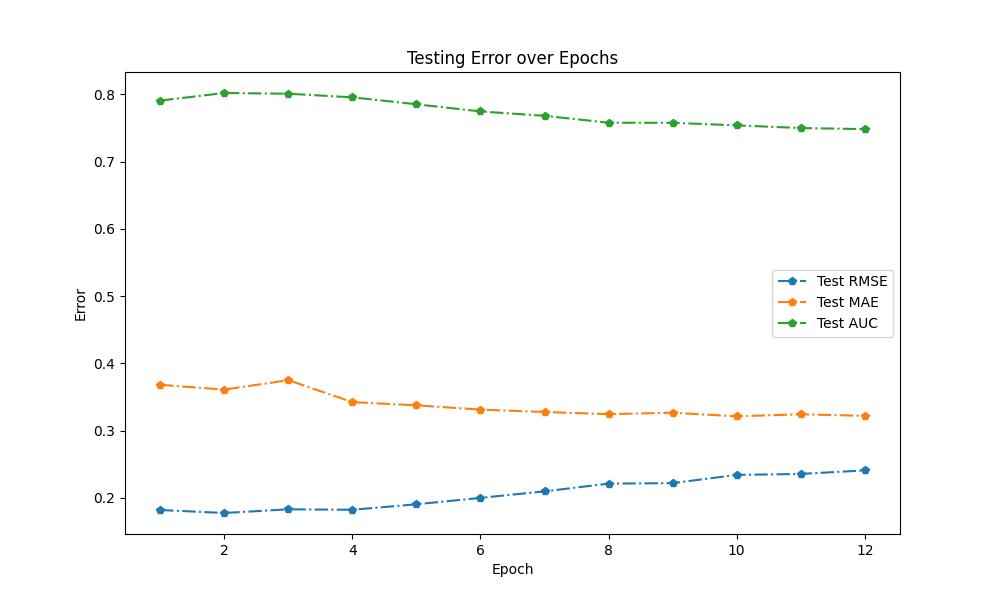 Testing Error over Epochs
Error
0.8
0.7
0.6
0.5
0.4
0.3
0.2
Test RMSE
Test MAE
Test AUC
2 4 6 8 10 12
Epoch